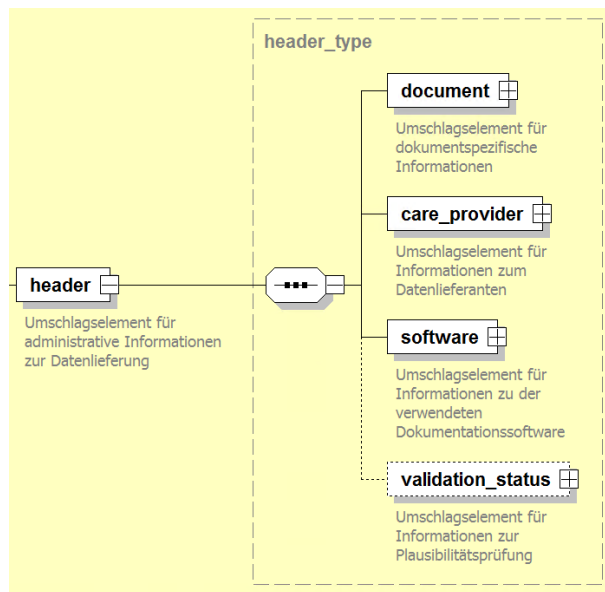 header_type
document
Umschlagselement für
dokumentspezifische
Informationen
care_provider
Umschlagselement für
Informationen zum
Datenlieferanten
header
Umschlagselement für
administrative Informationen
zur Datenlieferung
software
Umschlagselement für
Informationen zu der
verwendeten
Dokumentationssoftware
validation_status
Umschlagselement für
Informationen zur
Plausibilitätsprüfung